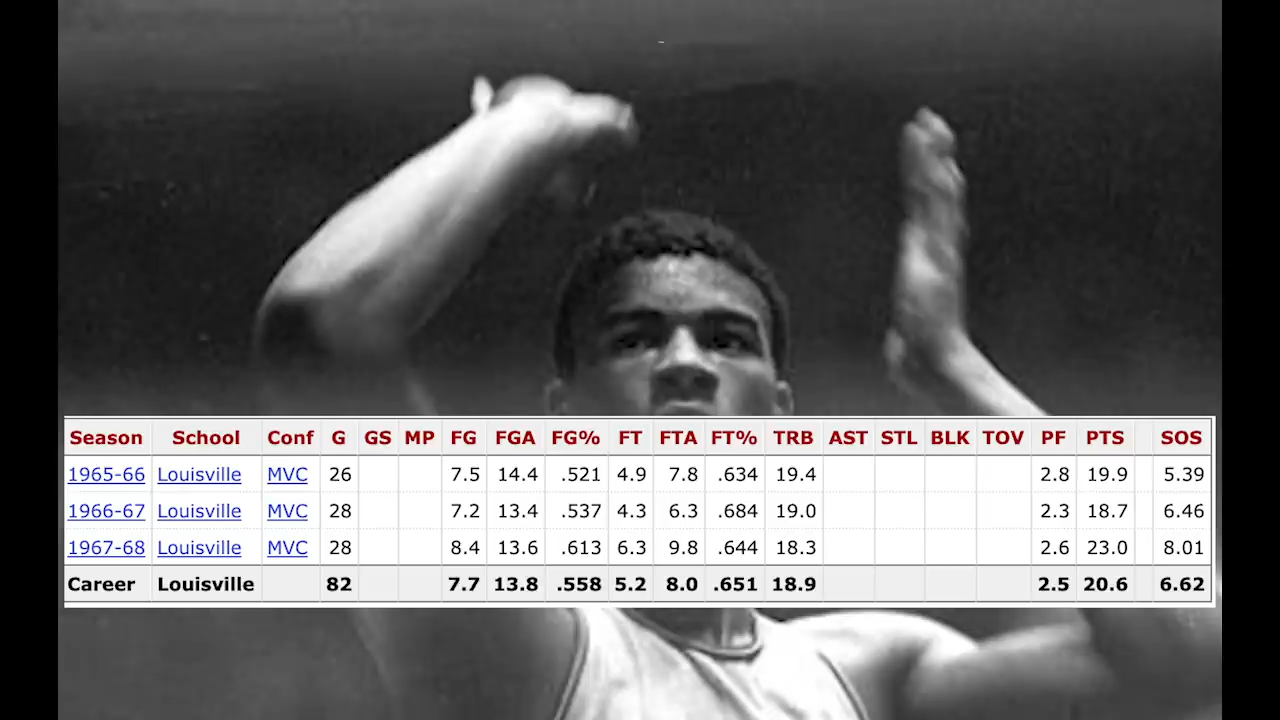 Season School Conf G GS MP FG FGA FG% FT FTA FT% TRB AST STL BLK TOV PF PTS SOS
1965-66 Louisville MVC 26 7.5 14.4 .521 4.9 7.8 .634 19.4 2.8 19.9 5.39
1966-67 Louisville MVC 28 7.2 13.4 .537 4.3 6.3 .684 19.0 2.3 18.7 6.46
1967-68 Louisville MVC 28 8.4 13.6 .613 6.3 9.8 .644 18.3 2.6 23.0 8.01
Career Louisville 82 7.7 13.8 .558 5.2 8.0 .651 18.9 2.5 20.6 6.62